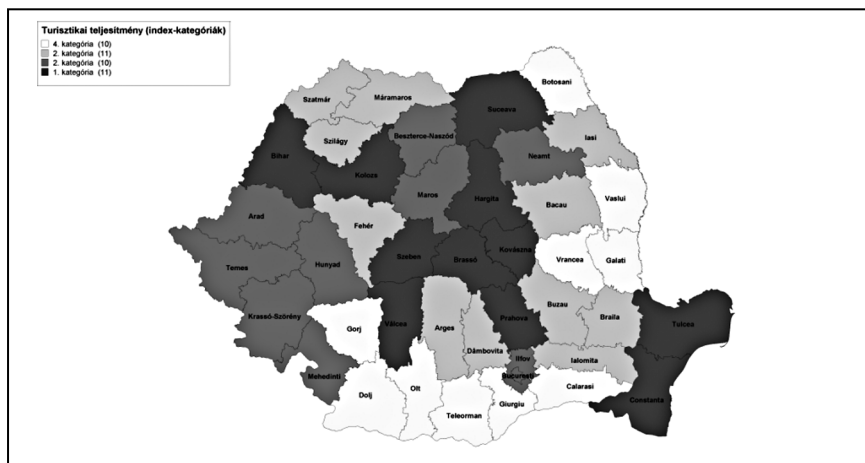 Turisztikai teljesítmény (index-kategóriák)
4. kategória (10)
2. kategória (11)
2. kategória (10)
1. kategória (11)
Botosani
Suceava
Szatmár
Máramaros
Iasi
Szilágy
Beszterce-Naszód
Neamt
Bihar
Kolozs
Maros
Hargita
Vaslui
Bacau
Arad
Fehér
Szeben
Brassó
Kovászna
Vrancea
Galati
Temes
Hunyad
Krassó-Szörény
Gorj
Válcea
Arges
Prahova
Buzau
Braila
Tulcea
Dâmbovita
Ilfov
Ialomita
Mehedinti
Bucuresti
Calarasi
Dolj
Olt
Giurgiu
Constanta
Teleorman